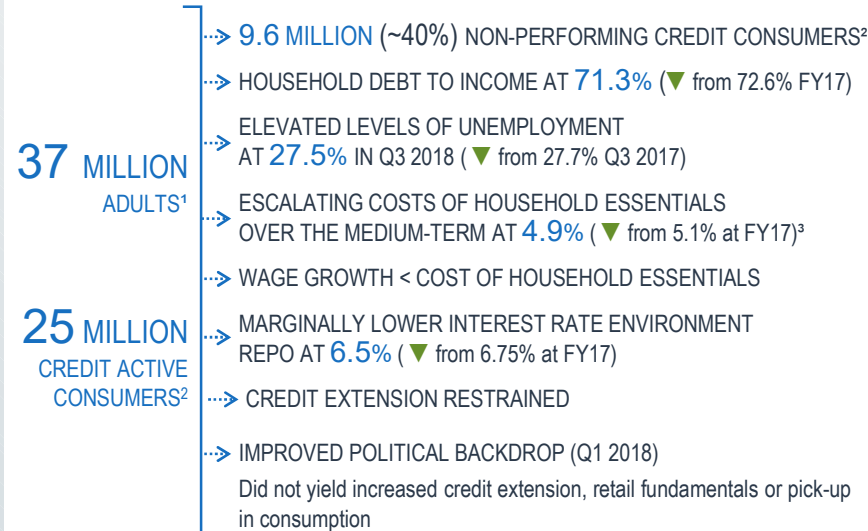 37 MILLION
ADULTS¹
25 MILLION
CREDIT ACTIVE
CONSUMERS²
9.6 MILLION (~40%) NON-PERFORMING CREDIT CONSUMERS²
HOUSEHOLD DEBT TO INCOME AT 71.3% (▼ from 72.6% FY17)
ELEVATED LEVELS OF UNEMPLOYMENT
AT 27.5% IN Q3 2018 ( ▼ from 27.7% Q3 2017)
ESCALATING COSTS OF HOUSEHOLD ESSENTIALS
OVER THE MEDIUM-TERM AT 4.9% ( ▼ from 5.1% at FY17)³
WAGE GROWTH < COST OF HOUSEHOLD ESSENTIALS
MARGINALLY LOWER INTEREST RATE ENVIRONMENT
REPO AT 6.5% ( ▼ from 6.75% at FY17)
CREDIT EXTENSION RESTRAINED
IMPROVED POLITICAL BACKDROP (Q1 2018)
Did not yield increased credit extension, retail fundamentals or pick-up
in consumption